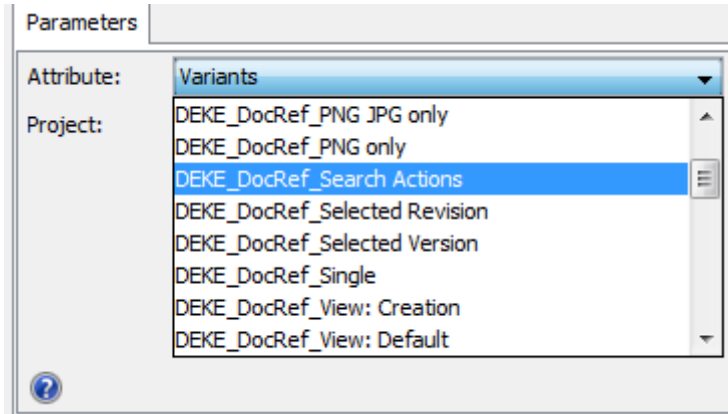 Parameters
Attribute: Variants
Project:
DEKE_DocRef_PNG JPG only
DEKE_DocRef_PNG only
DEKE_DocRef_Search Actions
DEKE_DocRef_Selected Revision
DEKE_DocRef_Selected Version
DEKE_DocRef_Single
DEKE_DocRef_View: Creation
DEKE_DocRef_View: Default
?